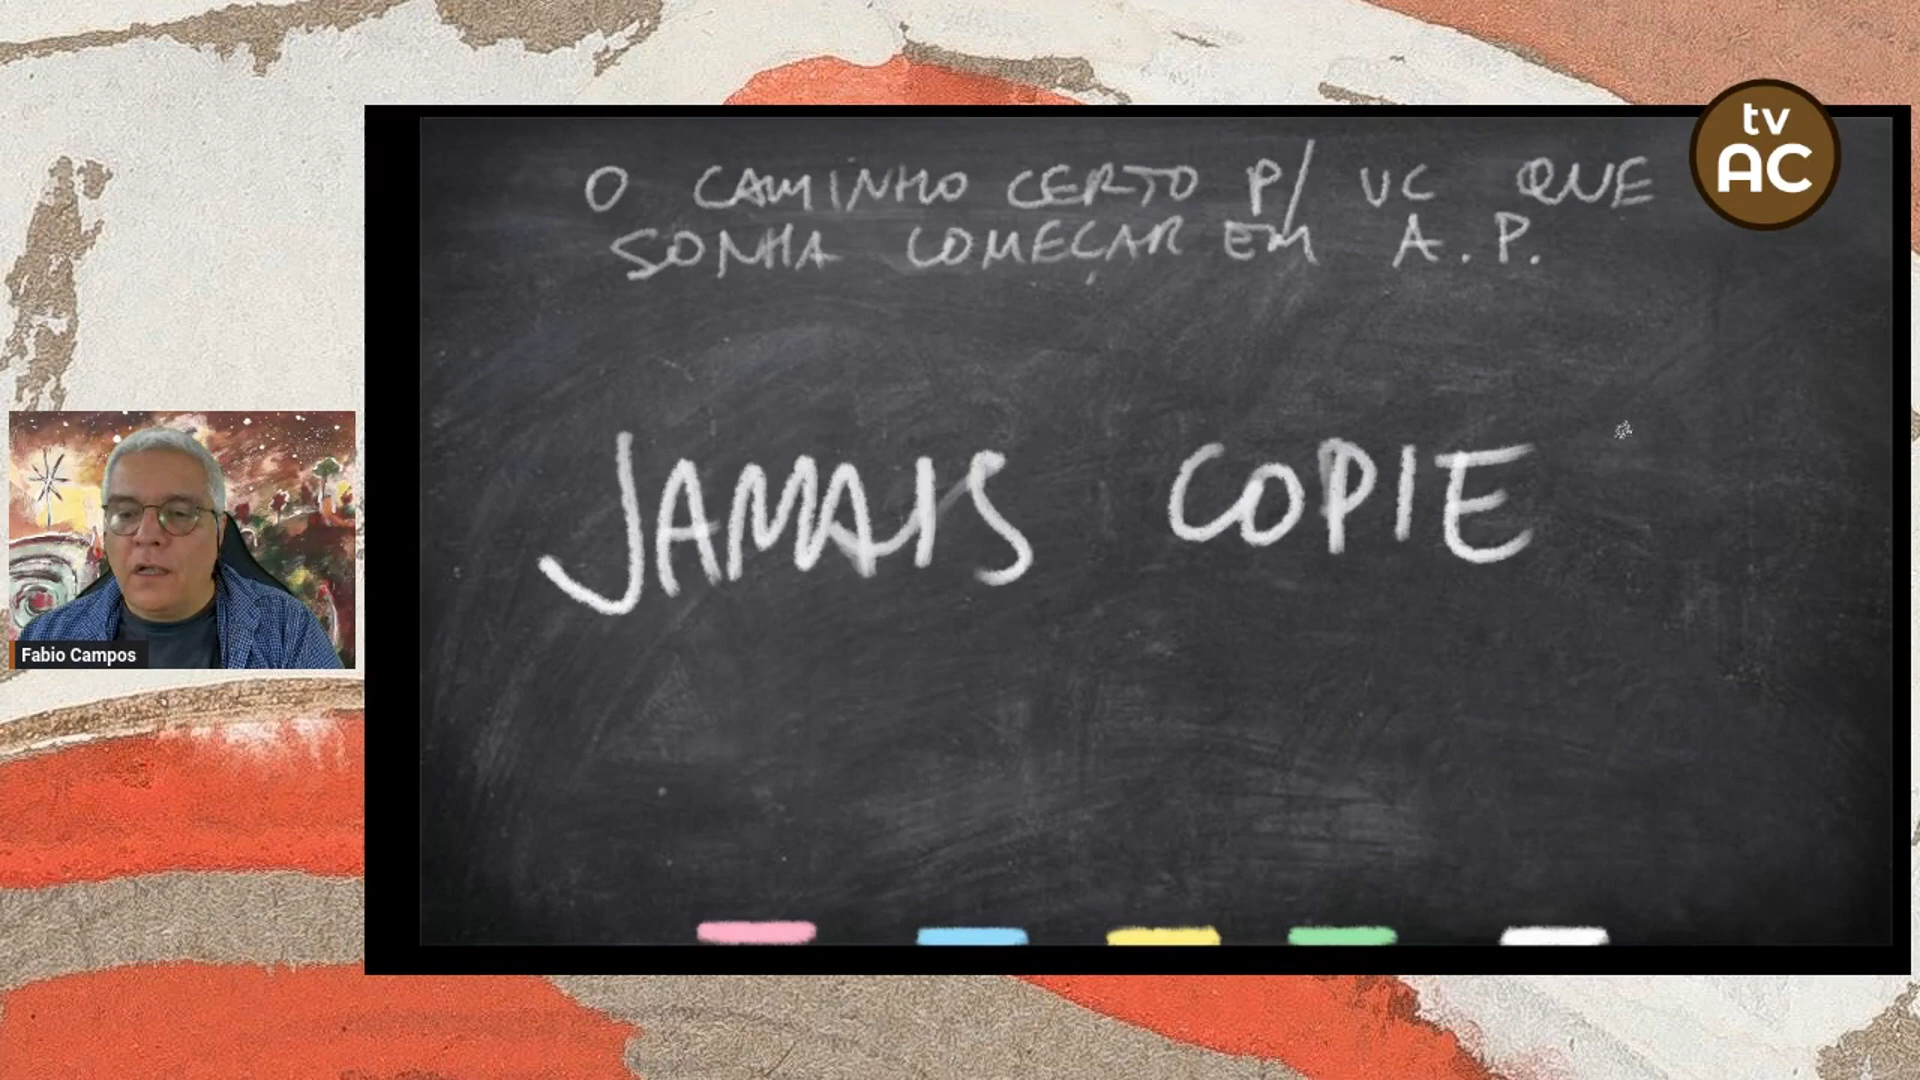 tv
AC
O CAMINHO CERTO P/ VC QUE
SONHA COMEÇAR EM A.P.
JAMAIS COPIE
Fabio Campos